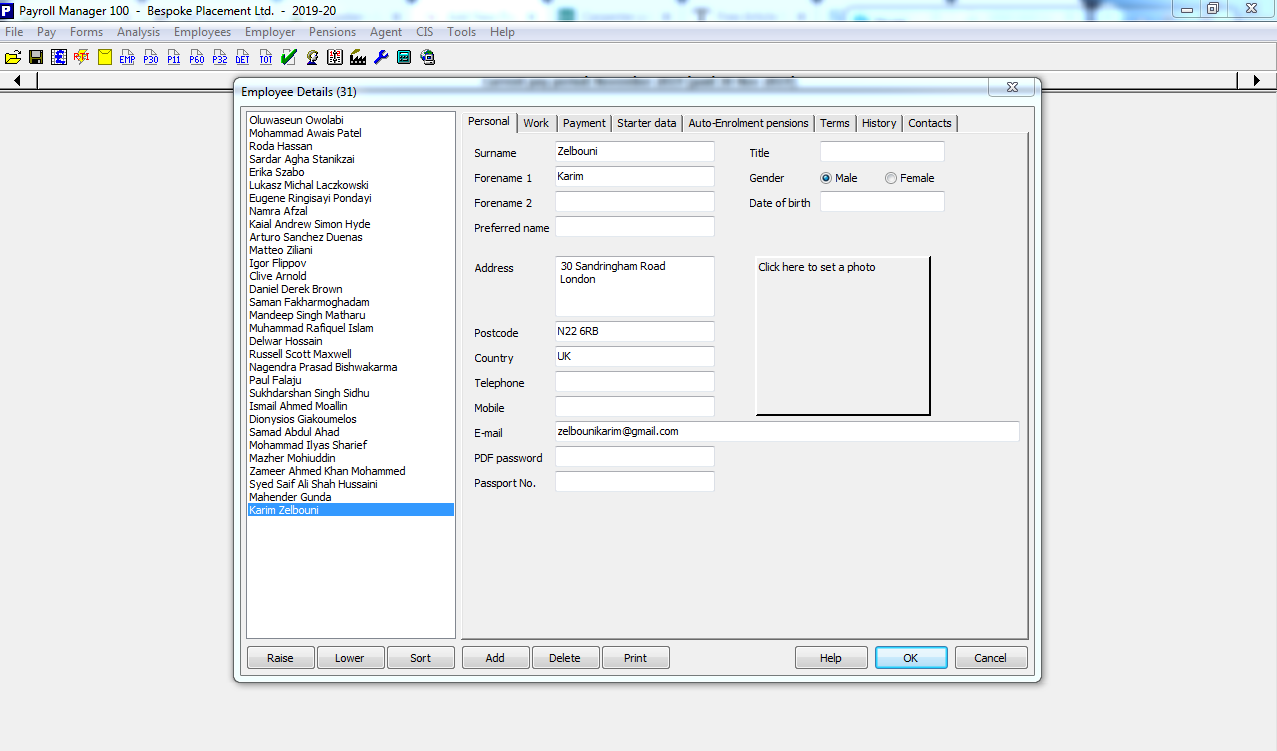 Payroll Manager 100 - Bespoke Placement Ltd. - 2019-20
File Pay Forms Analysis Employees Employer Pensions Agent CIS Tools Help
RTI EMP P30 P11 P60 P32 DET TOT
Employee Details (31)
Oluwaseun Owolabi
Mohammad Awais Patel
Roda Hassan
Sardar Agha Stanikzai
Erika Szabo
Lukasz Michal Laczkowski
Eugene Ringisayi Pondayi
Namra Afzal
Kaial Andrew Simon Hyde
Arturo Sanchez Duenas
Matteo Ziliani
Igor Flippov
Clive Arnold
Daniel Derek Brown
Saman Fakharmoghadam
Mandeep Singh Matharu
Muhammad Rafiquel Islam
Delwar Hossain
Russell Scott Maxwell
Nagendra Prasad Bishwakarma
Paul Falaju
Sukhdarshan Singh Sidhu
Ismail Ahmed Moallin
Dionysios Giakoumelos
Samad Abdul Ahad
Mohammad Ilyas Sharief
Mazher Mohiuddin
Zameer Ahmed Khan Mohammed
Syed Saif Ali Shah Hussaini
Mahender Gunda
Karim Zelbouni
Personal Work Payment Starter data Auto-Enrolment pensions Terms History Contacts
Surname Zelbouni Title
Forename 1 Karim Gender Male Female
Forename 2 Date of birth
Preferred name
Address 30 Sandringham Road
London
Click here to set a photo
Postcode N22 6RB
Country UK
Telephone
Mobile
E-mail zelbounikarim@gmail.com
PDF password
Passport No.
Raise Lower Sort Add Delete Print Help OK Cancel